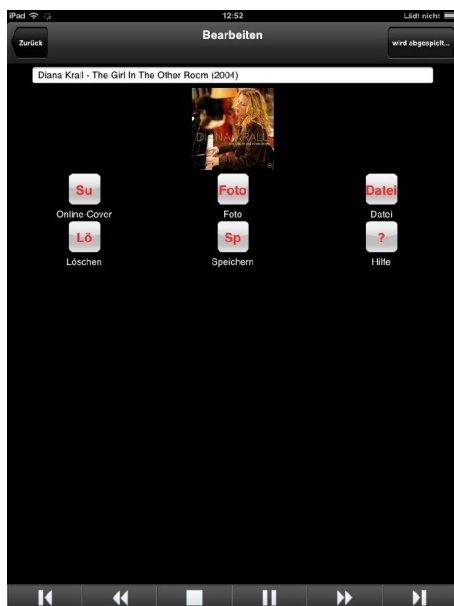 iPad 12:52 Lädt nicht
Zurück Bearbeiten wird abgespielt...
Diana Krall - The Girl In The Other Room (2004)
DIANA KRALL
Su Foto Datei
Online-Cover Foto Datei
Lö Sp ?
Löschen Speichern Hilfe